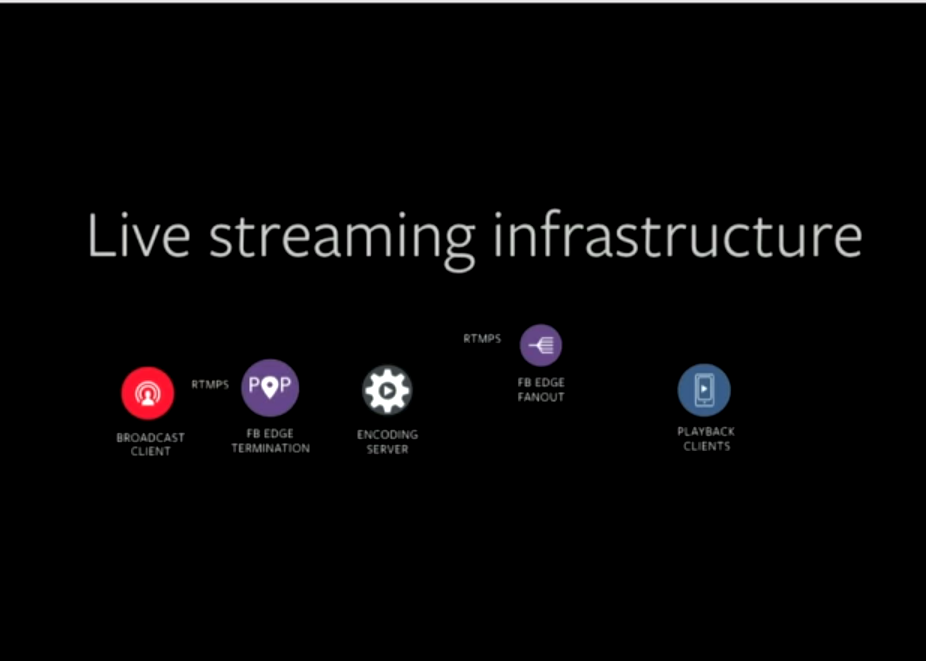 Live streaming infrastructure
RTMPS
FB EDGE
FANOUT
RTMPS
POP
BROADCAST
CLIENT
FB EDGE
TERMINATION
ENCODING
SERVER
PLAYBACK
CLIENTS